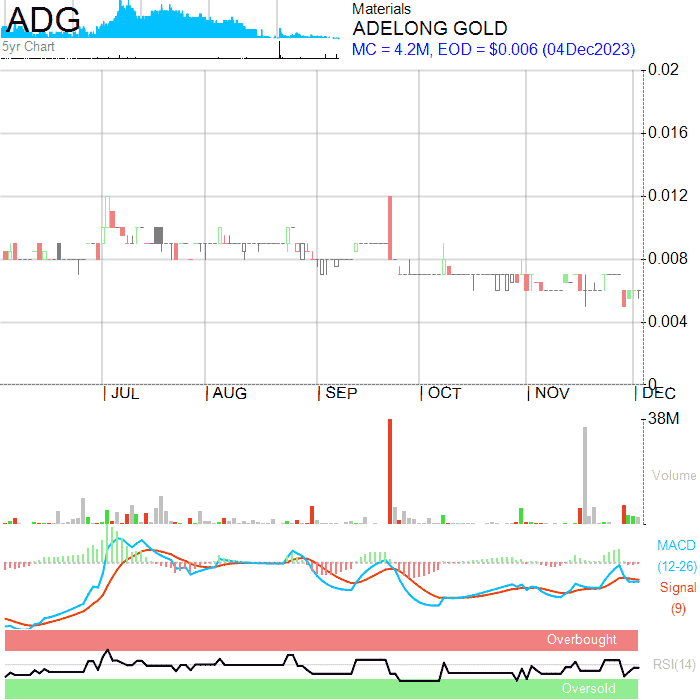 ADG
5yr Chart
Materials
ADELONG GOLD
MC = 4.2M, EOD = $0.006 (04Dec2023)
0.02
0.016
0.012
0.008
0.004
0
JUL AUG SEP OCT NOV DEC
38M
Volume
MACD
(12-26)
Signal
(9)
Overbought
RSI(14)
Oversold